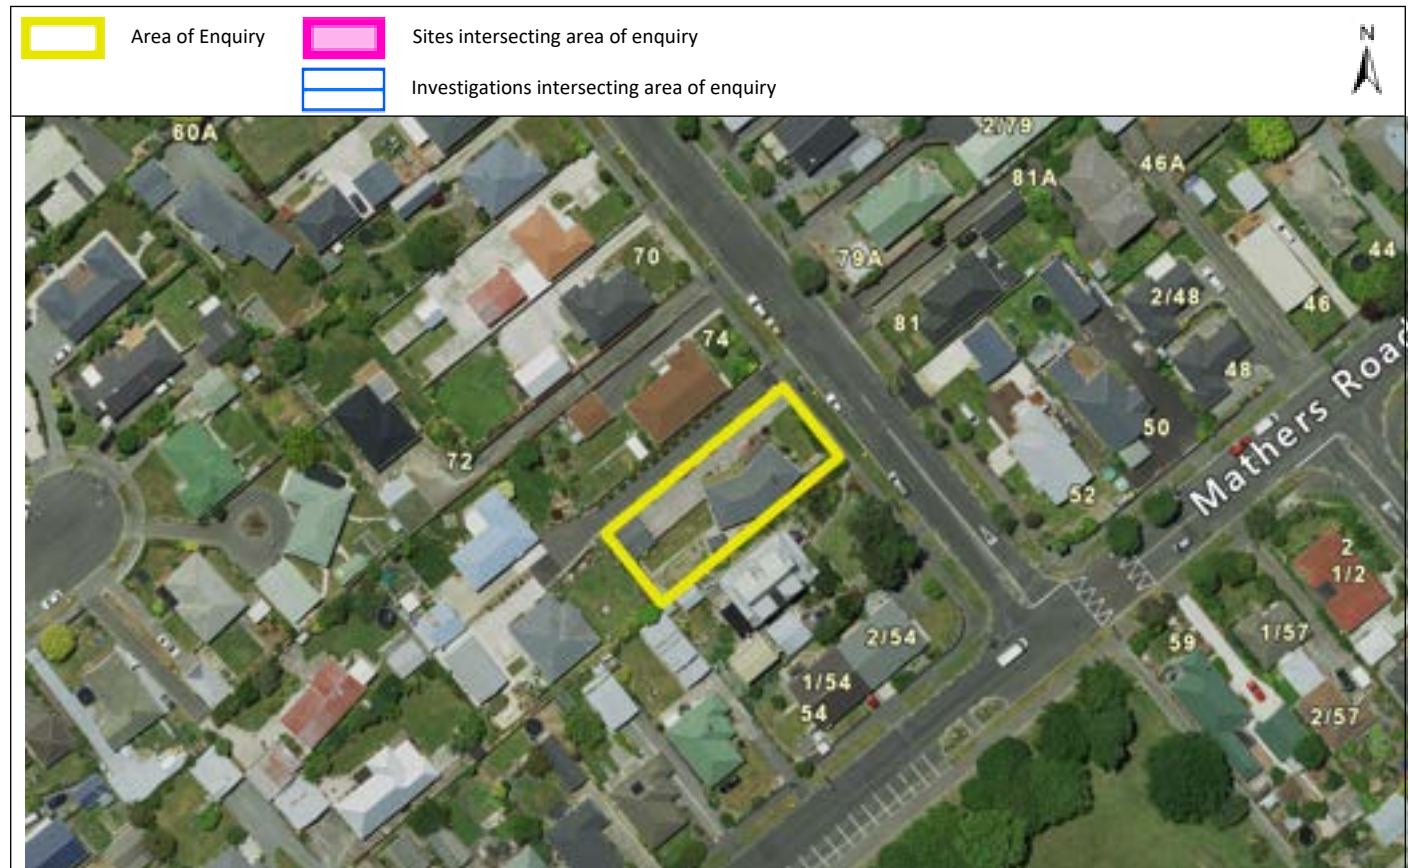 Area of Enquiry
Sites intersecting area of enquiry
N
Investigations intersecting area of enquiry
60A
2/79
46A
81A
44
70
79A
2/48
46
81
74
48
Mathers Road
50
72
52
2
1/2
2/54
1/57
59
1/54
54
2/57